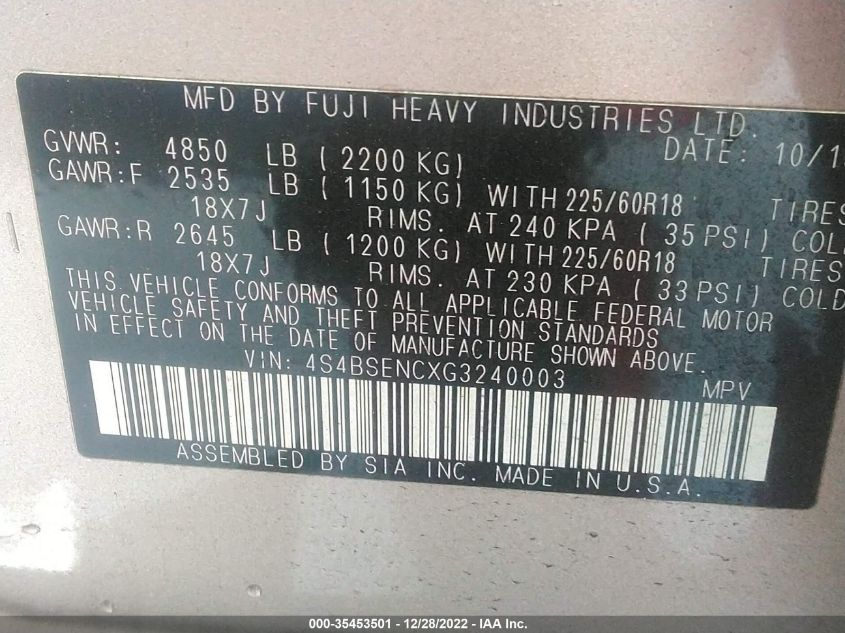 MFD BY FUJI HEAVY INDUSTRIES LTD.
GVWR: 4850 LB ( 2200 KG) DATE: 10/1
GAWR:F 2535 LB ( 1150 KG) WITH 225/60R18 TIRES
18X7J RIMS. AT 240 KPA ( 35 PSI) COL
GAWR:R 2645 LB ( 1200 KG) WITH 225/60R18 TIRES
18X7J RIMS. AT 230 KPA ( 33 PSI) COLD
THIS VEHICLE CONFORMS TO ALL APPLICABLE FEDERAL MOTOR
VEHICLE SAFETY AND THEFT PREVENTION STANDARDS
IN EFFECT ON THE DATE OF MANUFACTURE SHOWN ABOVE.
VIN: 4S4BSENCXG3240003 MPV
ASSEMBLED BY SIA INC. MADE IN U.S.A.
000-35453501 - 12/28/2022 - IAA Inc.